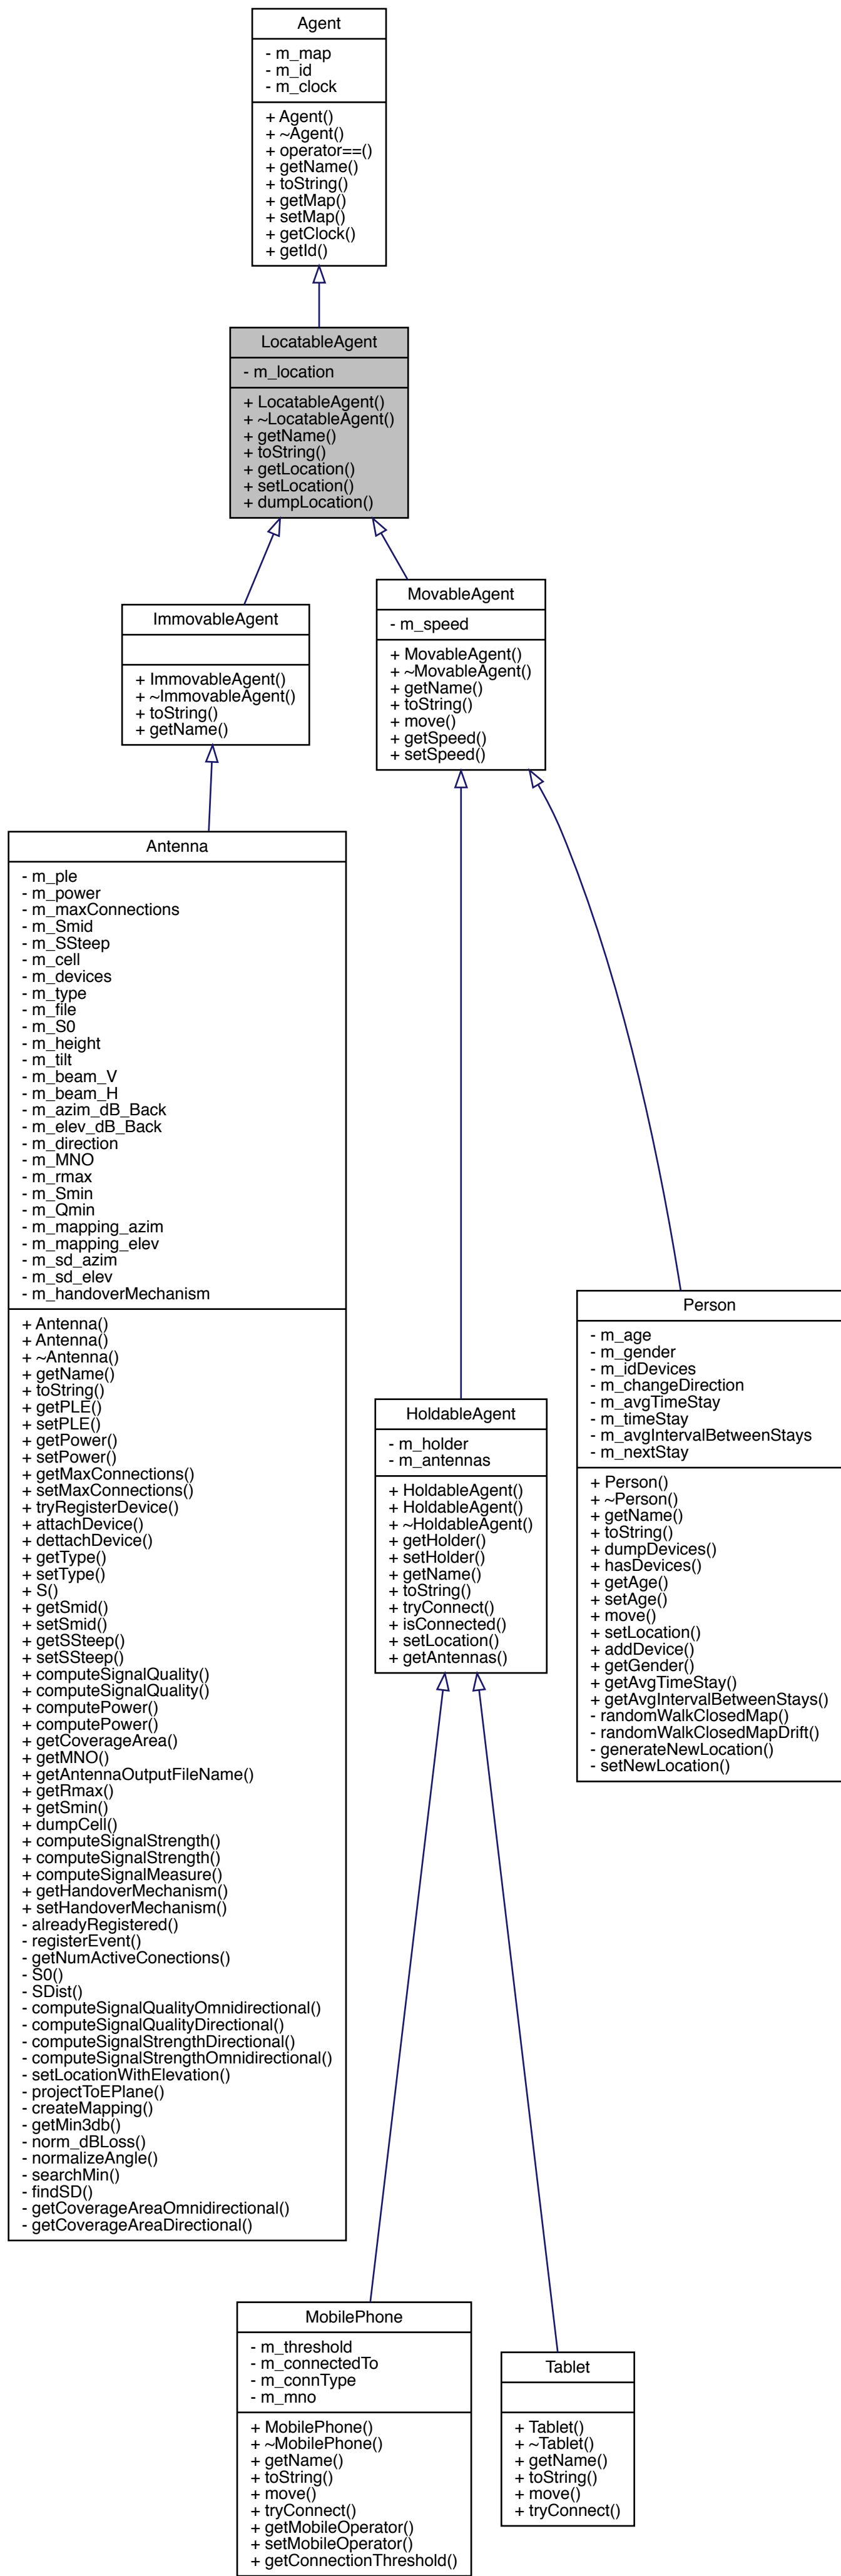 Agent
- m_map
- m_id
- m_clock
+ Agent()
+ ~Agent()
+ operator==()
+ getName()
+ toString()
+ getMap()
+ setMap()
+ getClock()
+ getId()
LocatableAgent
- m_location
+ LocatableAgent()
+ ~LocatableAgent()
+ getName()
+ toString()
+ getLocation()
+ setLocation()
+ dumpLocation()
ImmovableAgent
+ ImmovableAgent()
+ ~ImmovableAgent()
+ toString()
+ getName()
MovableAgent
- m_speed
+ MovableAgent()
+ ~MovableAgent()
+ getName()
+ toString()
+ move()
+ getSpeed()
+ setSpeed()
Antenna
- m_ple
- m_power
- m_maxConnections
- m_Smid
- m_SSteep
- m_cell
- m_devices
- m_type
- m_file
- m_S0
- m_height
- m_tilt
- m_beam_V
- m_beam_H
- m_azim_dB_Back
- m_elev_dB_Back
- m_direction
- m_MNO
- m_rmax
- m_Smin
- m_Qmin
- m_mapping_azim
- m_mapping_elev
- m_sd_azim
- m_sd_elev
- m_handoverMechanism
+ Antenna()
+ Antenna()
+ ~Antenna()
+ getName()
+ toString()
+ getPLE()
+ setPLE()
+ getPower()
+ setPower()
+ getMaxConnections()
+ setMaxConnections()
+ tryRegisterDevice()
+ attachDevice()
+ dettachDevice()
+ getType()
+ setType()
+ S()
+ getSmid()
+ setSmid()
+ getSSteep()
+ setSSteep()
+ computeSignalQuality()
+ computeSignalQuality()
+ computePower()
+ computePower()
+ getCoverageArea()
+ getMNO()
+ getAntennaOutputFileName()
+ getRmax()
+ getSmin()
+ dumpCell()
+ computeSignalStrength()
+ computeSignalStrength()
+ computeSignalMeasure()
+ getHandoverMechanism()
+ setHandoverMechanism()
- alreadyRegistered()
- registerEvent()
- getNumActiveConections()
- S0()
- SDist()
- computeSignalQualityOmnidirectional()
- computeSignalQualityDirectional()
- computeSignalStrengthDirectional()
- computeSignalStrengthOmnidirectional()
- setLocationWithElevation()
- projectToEPlane()
- createMapping()
- getMin3db()
- norm_dBLoss()
- normalizeAngle()
- searchMin()
- findSD()
- getCoverageAreaOmnidirectional()
- getCoverageAreaDirectional()
Person
- m_age
- m_gender
- m_idDevices
- m_changeDirection
- m_avgTimeStay
- m_timeStay
- m_avgIntervalBetweenStays
- m_nextStay
+ Person()
+ ~Person()
+ getName()
+ toString()
+ dumpDevices()
+ hasDevices()
+ getAge()
+ setAge()
+ move()
+ setLocation()
+ addDevice()
+ getGender()
+ getAvgTimeStay()
+ getAvgIntervalBetweenStays()
- randomWalkClosedMap()
- randomWalkClosedMapDrift()
- generateNewLocation()
- setNewLocation()
HoldableAgent
- m_holder
- m_antennas
+ HoldableAgent()
+ HoldableAgent()
+ ~HoldableAgent()
+ getHolder()
+ setHolder()
+ getName()
+ toString()
+ tryConnect()
+ isConnected()
+ setLocation()
+ getAntennas()
MobilePhone
- m_threshold
- m_connectedTo
- m_connType
- m_mno
+ MobilePhone()
+ ~MobilePhone()
+ getName()
+ toString()
+ move()
+ tryConnect()
+ getMobileOperator()
+ setMobileOperator()
+ getConnectionThreshold()
Tablet
+ Tablet()
+ ~Tablet()
+ getName()
+ toString()
+ move()
+ tryConnect()